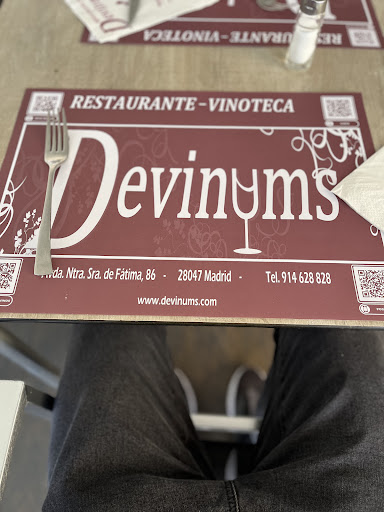 RESTAURANTE - VINOTECA
RESTAURANTE - VINOTECA
Devinums
Avda. Ntra. Sra. de Fátima, 86 - 28047 Madrid - Tel. 914 628 828
www.devinums.com